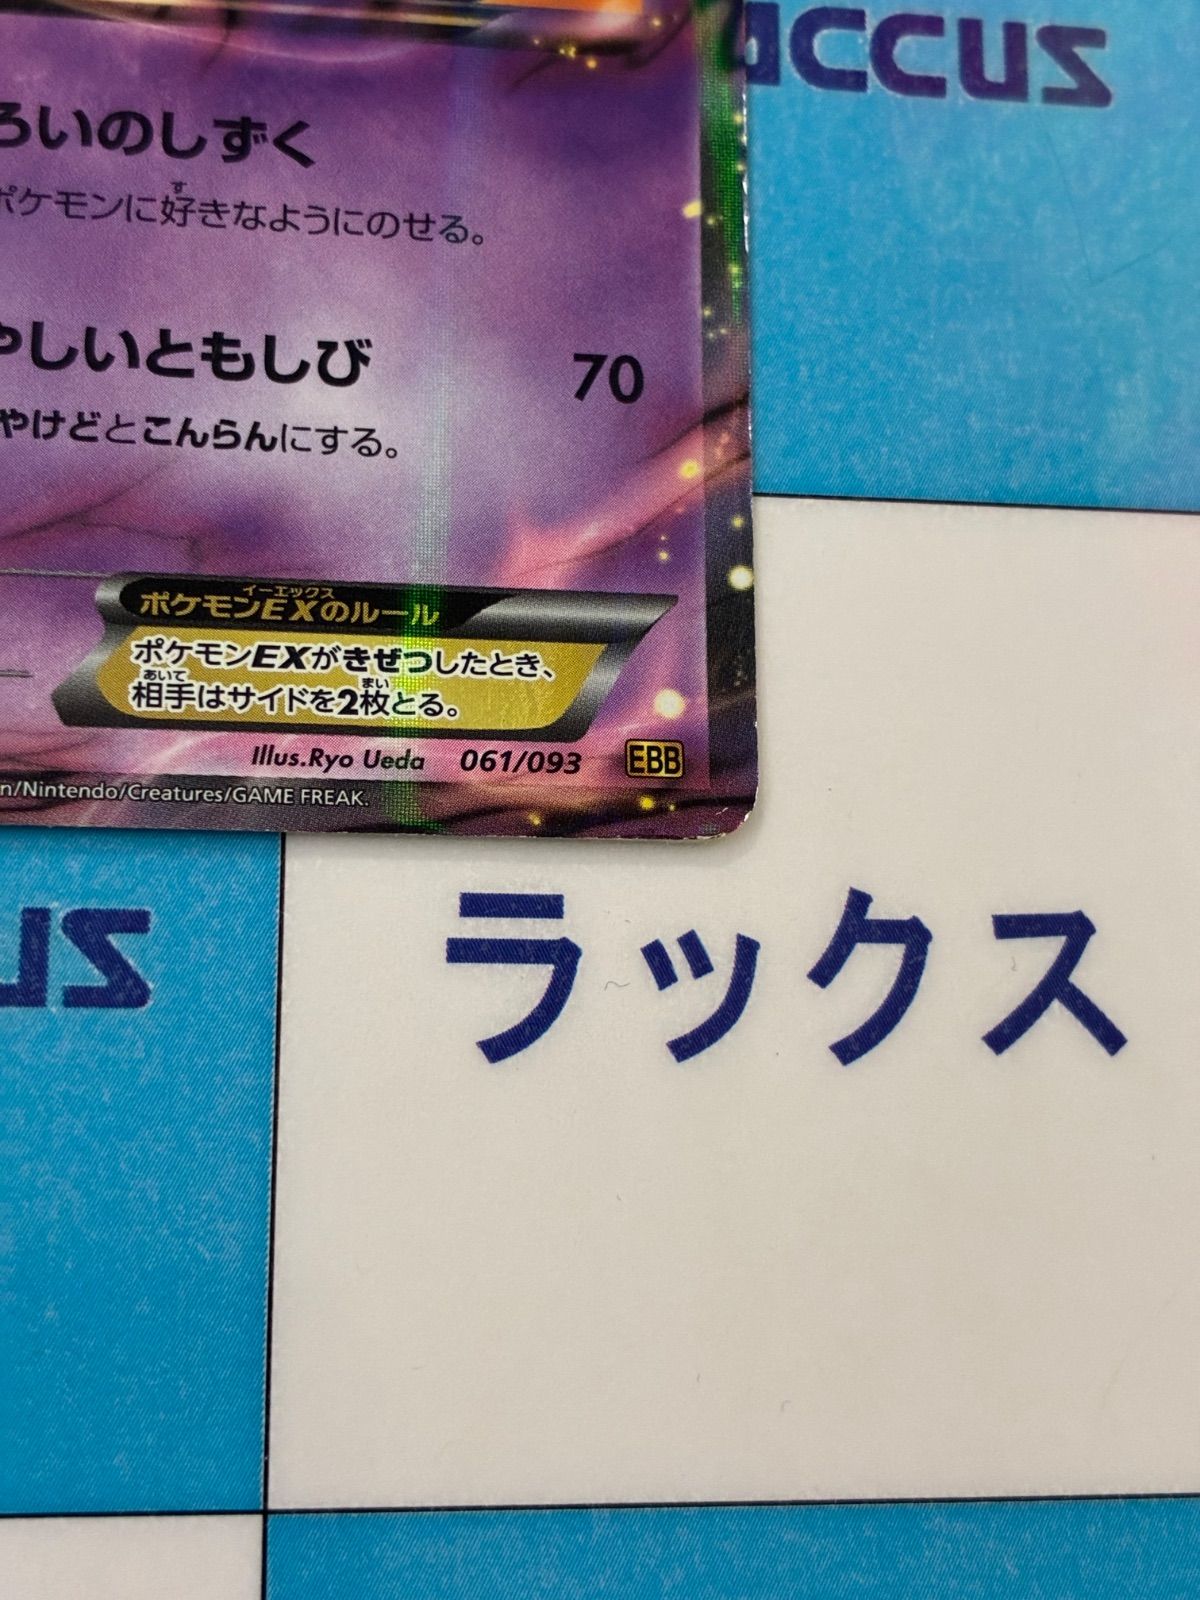 ろいのしずく
ポケモンに好きなようにのせる。
す
やしいともしび
70
やけどとこんらんにする。
イーエックス
ポケモンEXのルール
ポケモンEXがきぜつしたとき、
あいて まい
相手はサイドを2枚とる。
Illus.Ryo Ueda 061/093 EBB
n/Nintendo/Creatures/GAME FREAK.
ラックス